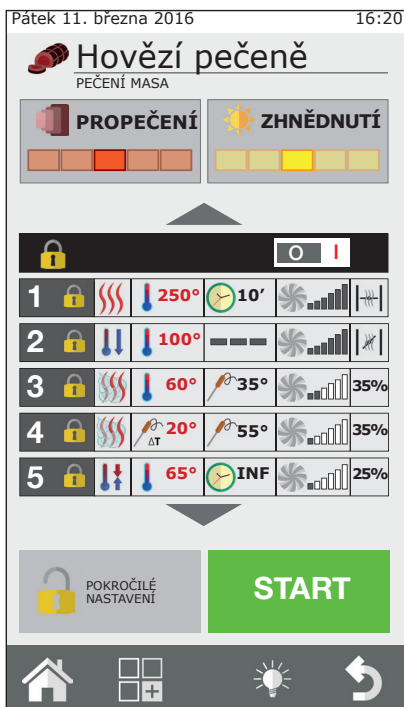 Pátek 11. března 2016 16:20
Hovězí pečeně
PEČENÍ MASA
PROPEČENÍ ZHNĚDNUTÍ
O I
1 250° 10’
2 100°
3 60° 35° 35%
4 ΔT 20° 55° 35%
5 65° INF 25%
POKROČILÉ
NASTAVENÍ
START